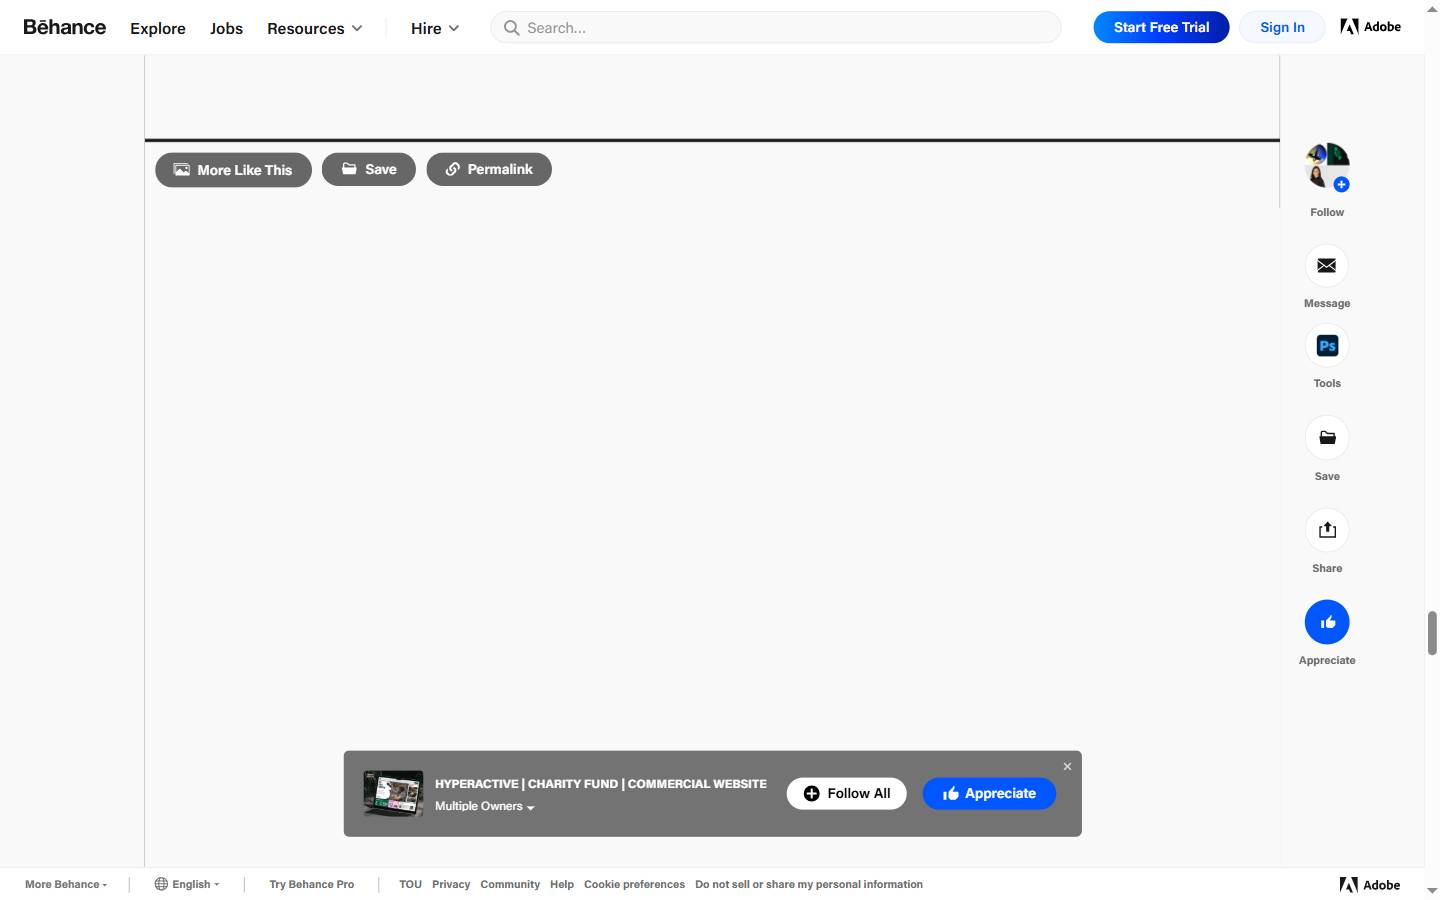 Bēhance
Explore
Jobs
Resources
Hire
Search...
Start Free Trial
Sign In
Adobe
More Like This
Save
Permalink
Follow
Message
Ps
Tools
Save
Share
Appreciate
HYPERACTIVE | CHARITY FUND | COMMERCIAL WEBSITE
Multiple Owners
Follow All
Appreciate
More Behance
English
Try Behance Pro
TOU
Privacy
Community
Help
Cookie preferences
Do not sell or share my personal information
Adobe